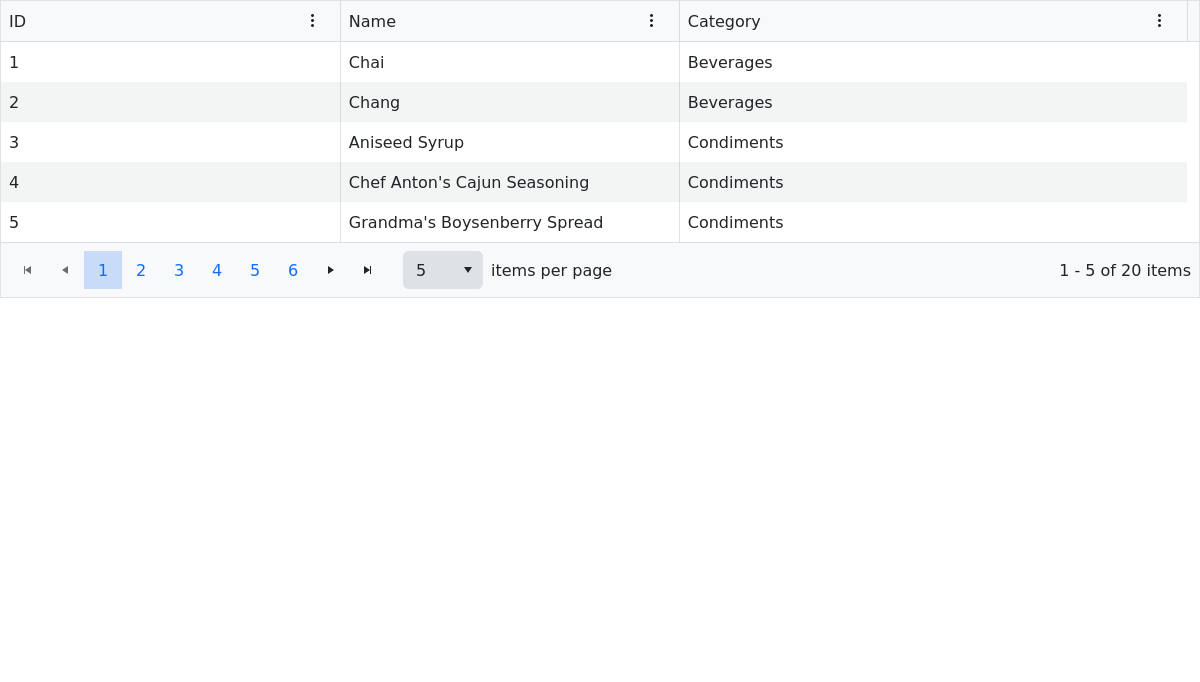 ID Name Category
1 Chai Beverages
2 Chang Beverages
3 Aniseed Syrup Condiments
4 Chef Anton's Cajun Seasoning Condiments
5 Grandma's Boysenberry Spread Condiments
1 2 3 4 5 6 5 items per page 1 - 5 of 20 items